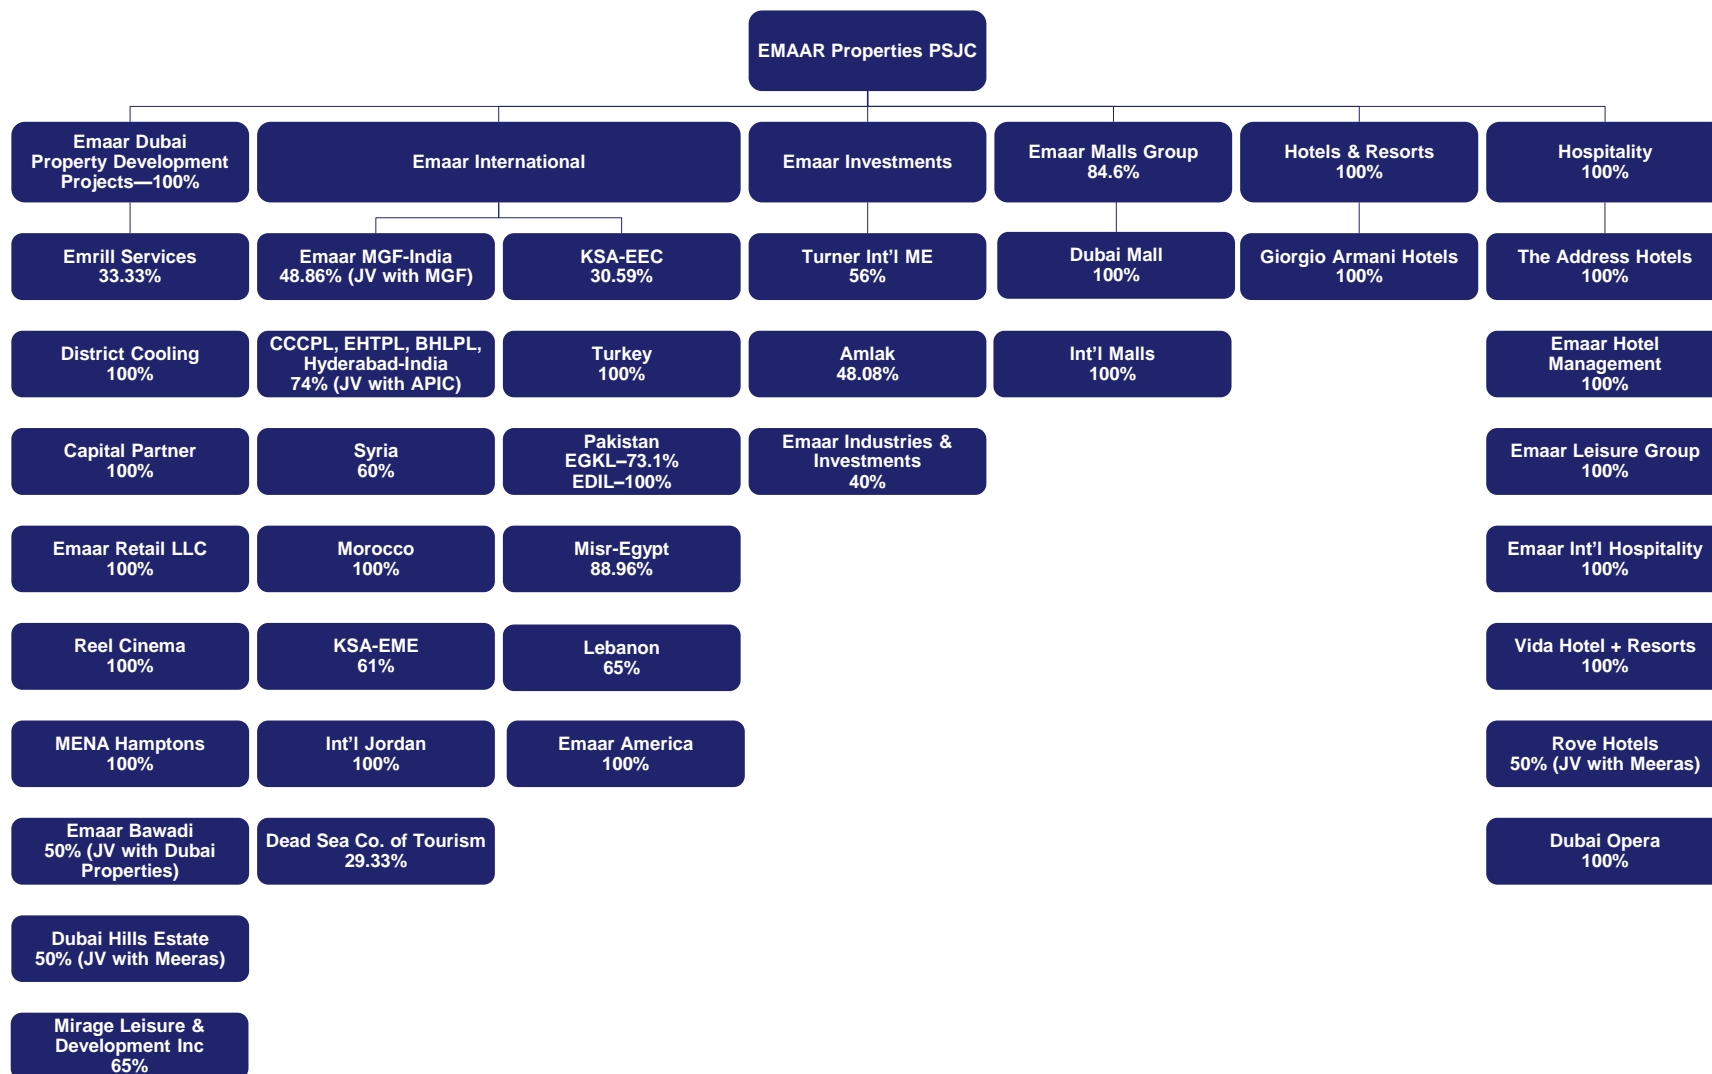 EMAAR Properties PSJC
Emaar Dubai
Property Development
Projects—100%
Emaar International
Emaar Investments
Emaar Malls Group
84.6%
Hotels & Resorts
100%
Hospitality
100%
Emrill Services
33.33%
Emaar MGF-India
48.86% (JV with MGF)
KSA-EEC
30.59%
Turner Int'l ME
56%
Dubai Mall
100%
Giorgio Armani Hotels
100%
The Address Hotels
100%
District Cooling
100%
CCCPL, EHTPL, BHLPL,
Hyderabad-India
74% (JV with APIC)
Turkey
100%
Amlak
48.08%
Int'l Malls
100%
Emaar Hotel
Management
100%
Capital Partner
100%
Syria
60%
Pakistan
EGKL–73.1%
EDIL–100%
Emaar Industries &
Investments
40%
Emaar Leisure Group
100%
Emaar Retail LLC
100%
Morocco
100%
Misr-Egypt
88.96%
Emaar Int'l Hospitality
100%
Reel Cinema
100%
KSA-EME
61%
Lebanon
65%
Vida Hotel + Resorts
100%
MENA Hamptons
100%
Int'l Jordan
100%
Emaar America
100%
Rove Hotels
50% (JV with Meeras)
Emaar Bawadi
50% (JV with Dubai
Properties)
Dead Sea Co. of Tourism
29.33%
Dubai Opera
100%
Dubai Hills Estate
50% (JV with Meeras)
Mirage Leisure &
Development Inc
65%